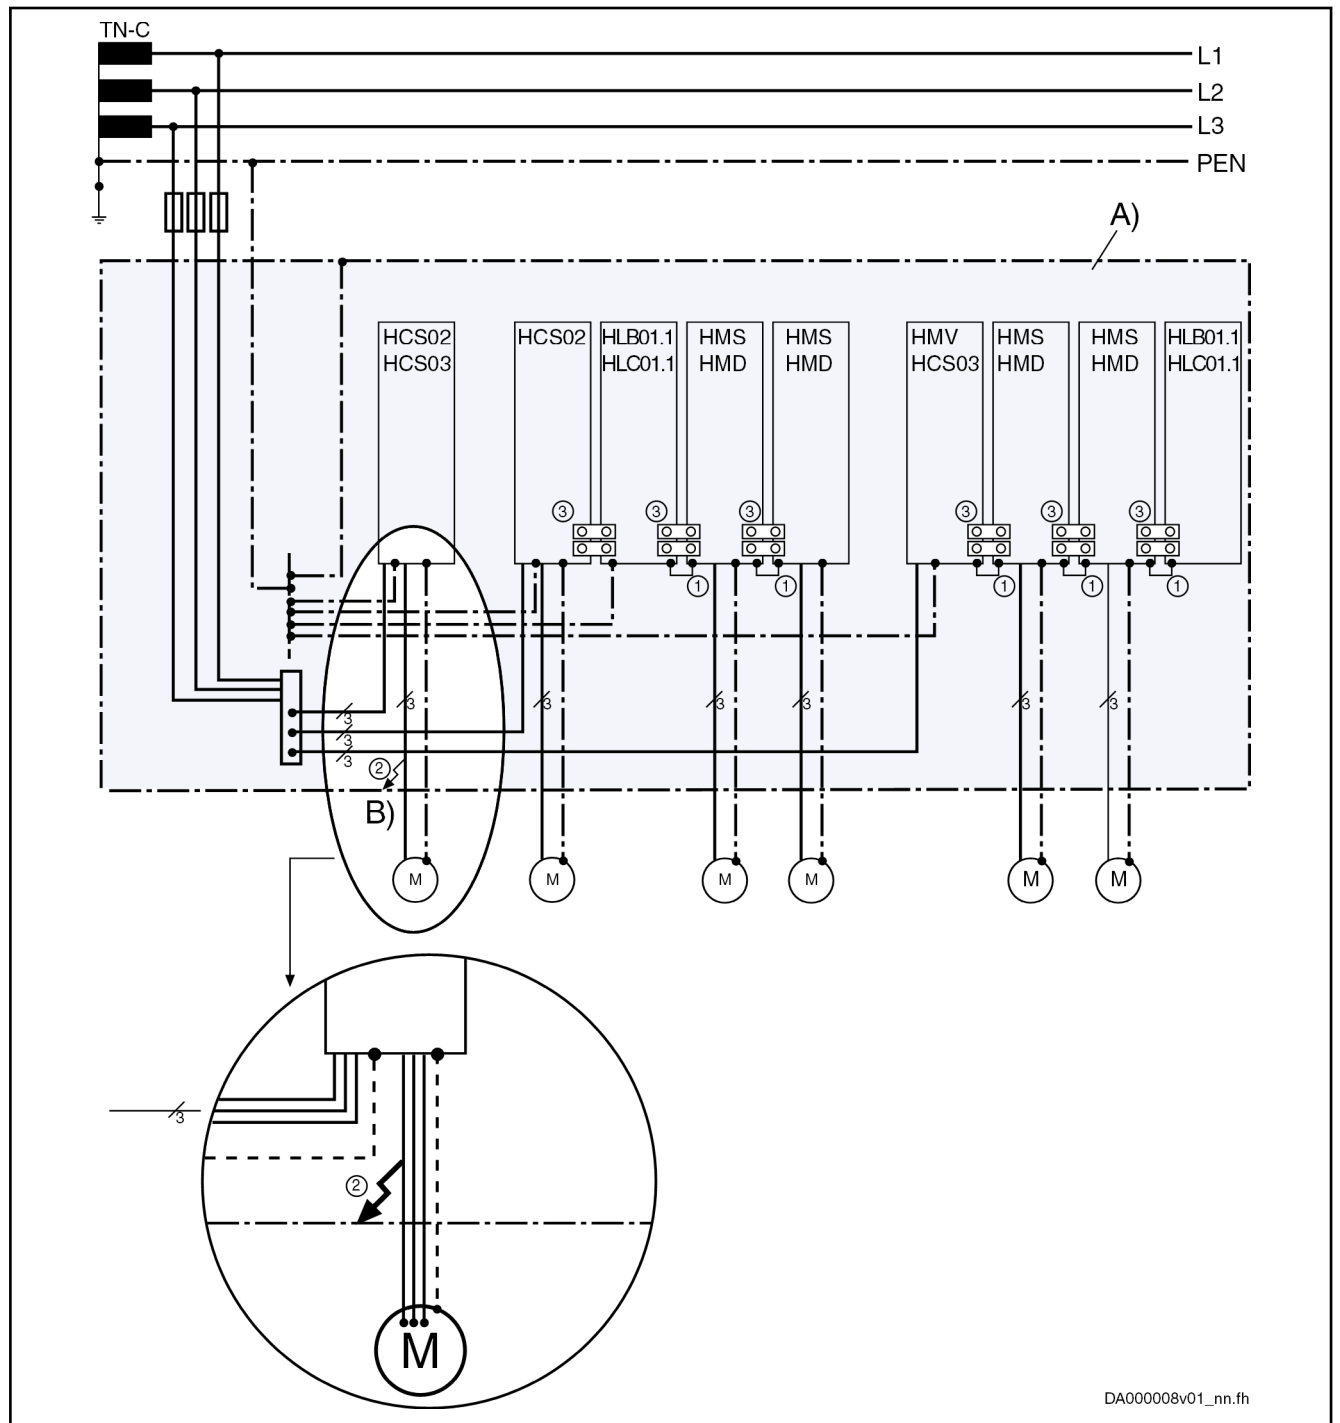 TN-C
L1
L2
L3
PEN
A)
HCS02 HCS02 HLB01.1 HMS HMS HMV HMS HMS HLB01.1
HCS03 HLC01.1 HMD HMD HCS03 HMD HMD HLC01.1
3 3 3 3 3 3
1 1 1 1 1
3 3 3 3 3 3
3
3
3
2
B)
M M M M M M
3
2
M
DA000008v01_nn.fh